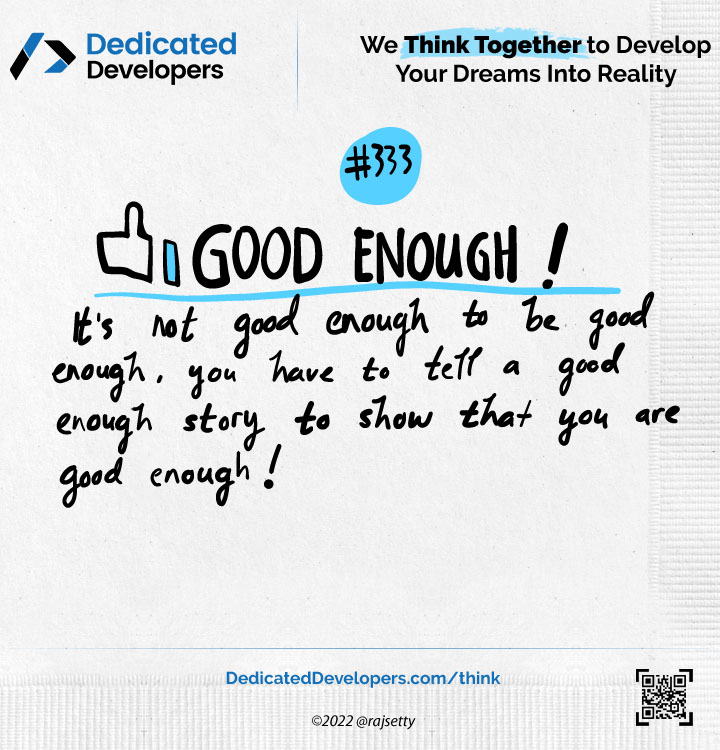 Dedicated
Developers
We Think Together to Develop
Your Dreams Into Reality
#333
GOOD ENOUGH!
It's not good enough to be good
enough. you have to tell a good
enough story to show that you are
good enough!
DedicatedDevelopers.com/think
©2022 @rajsetty